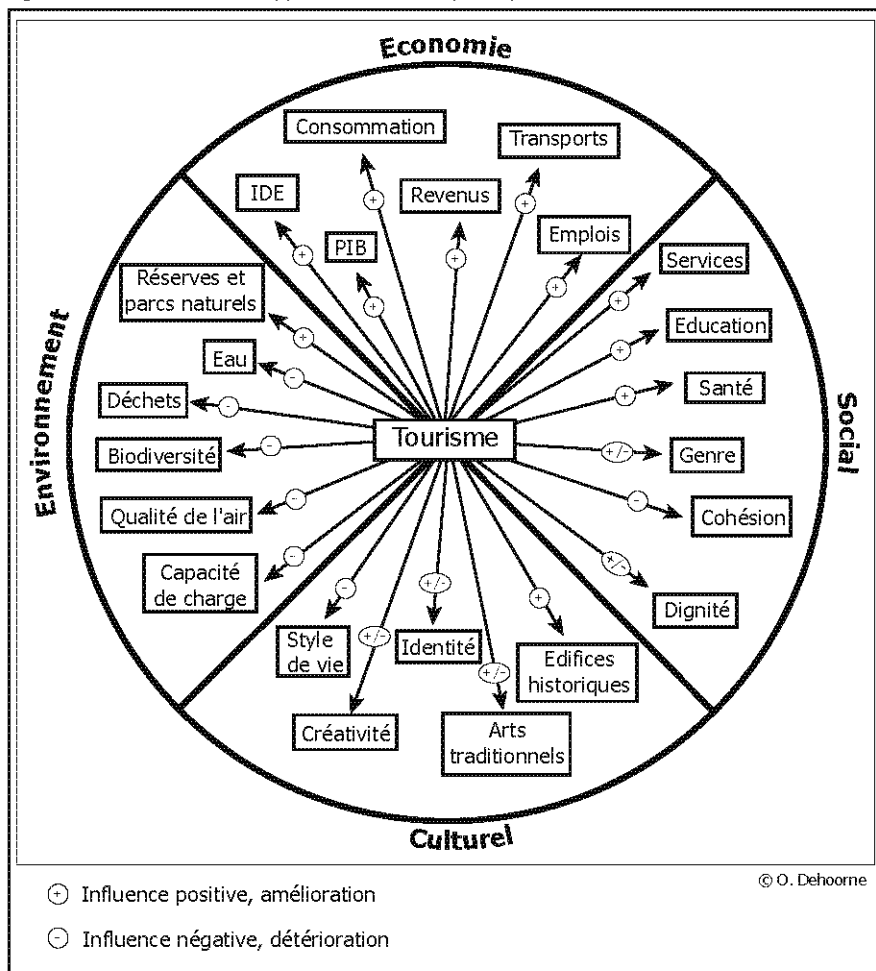 Economie
Consommation
Transports
IDE
Revenus
PIB
Emplois
Services
Réserves et
parcs naturels
Education
Eau
Santé
Déchets
Environnement
Tourisme
Social
Biodiversité
Genre
Qualité de l'air
Cohésion
Capacité
de charge
Dignité
Style
de vie
Identité
Edifices
historiques
Créativité
Arts
traditionnels
Culturel
+
+
+
+
+
+
+
+
+
+
-
-
-
+/-
-
-
-
+/-
-
+/-
+
+/-
+/-
© O. Dehoorne
+ Influence positive, amélioration
- Influence négative, détérioration